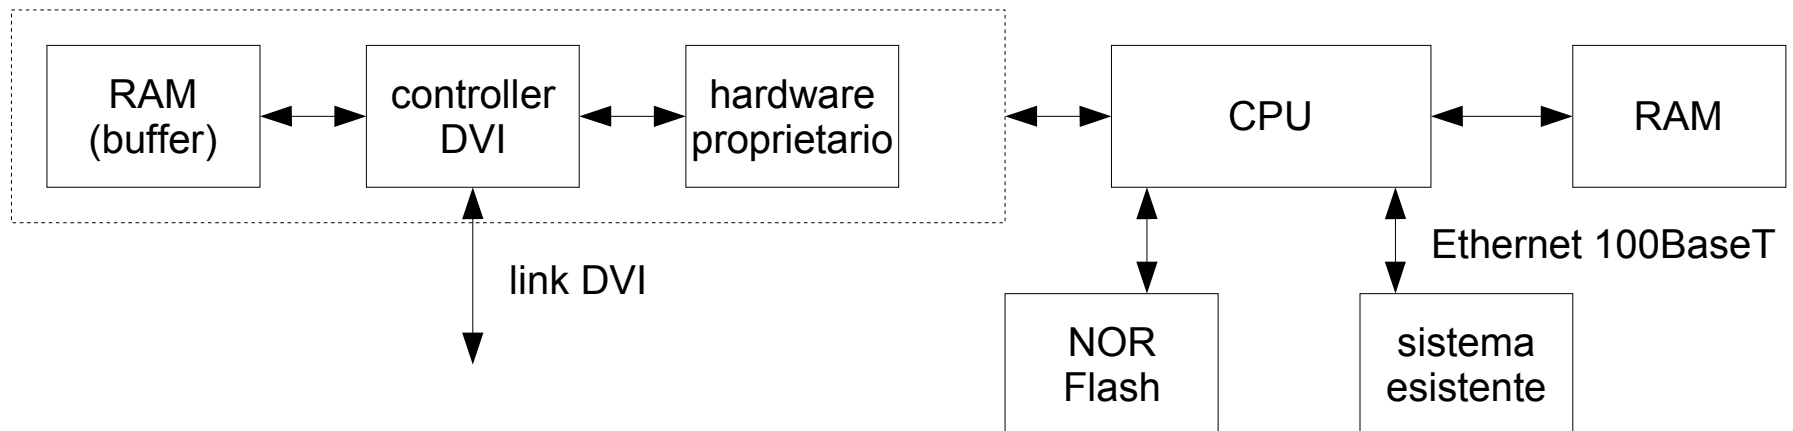 RAM
(buffer)
controller
DVI
hardware
proprietario
CPU
RAM
link DVI
Ethernet 100BaseT
NOR
Flash
sistema
esistente